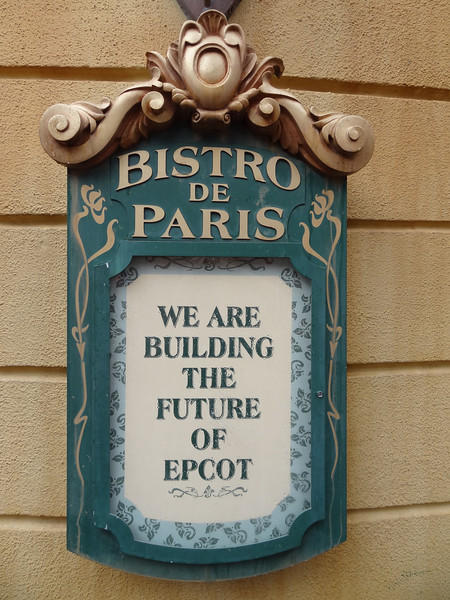 BISTRO
DE
PARIS
WE ARE
BUILDING
THE
FUTURE
OF
EPCOT